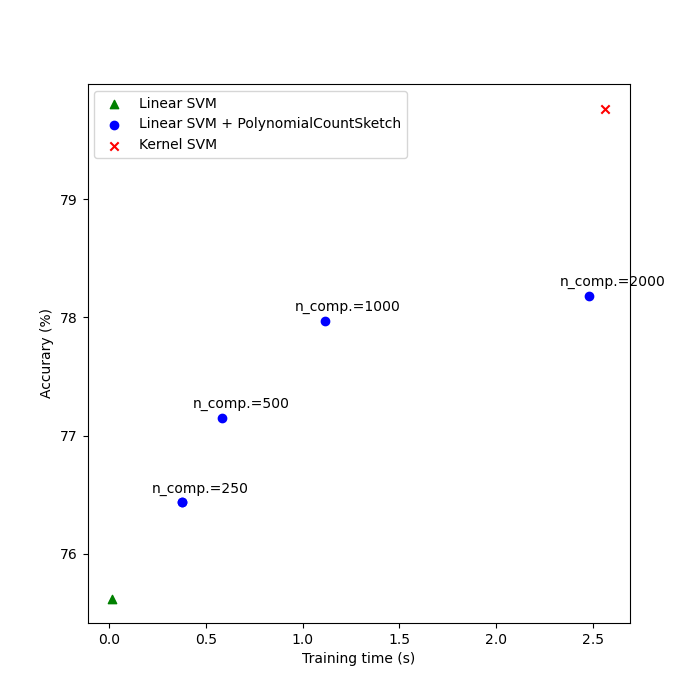 Linear SVM
Linear SVM + PolynomialCountSketch
Kernel SVM
79
78
77
76
Accurary (%)
n_comp.=2000
n_comp.=1000
n_comp.=500
n_comp.=250
0.0 0.5 1.0 1.5 2.0 2.5
Training time (s)